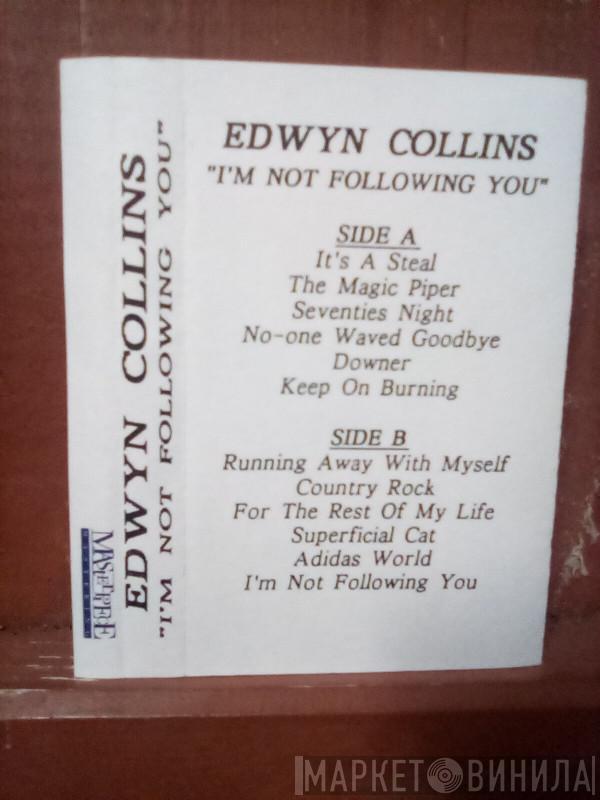 EDWYN COLLINS
"I'M NOT FOLLOWING YOU"
SIDE A
It's A Steal
The Magic Piper
Seventies Night
No-one Waved Goodbye
Downer
Keep On Burning
SIDE B
Running Away With Myself
Country Rock
For The Rest Of My Life
Superficial Cat
Adidas World
I'm Not Following You
EDWYN COLLINS
"I'M NOT FOLLOWING YOU"
MASTERPIECE
MASTERING
МАРКЕТ ВИНИЛА